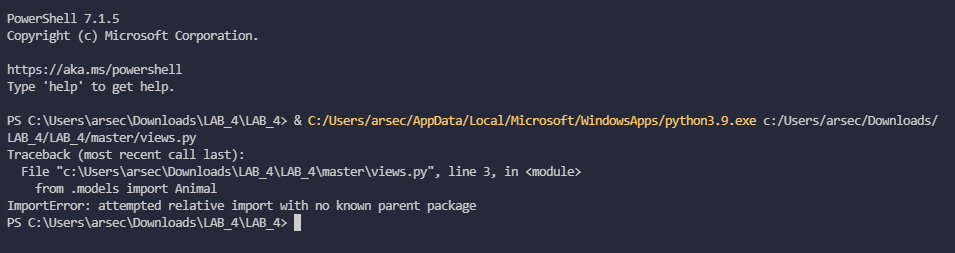 PowerShell 7.1.5
Copyright (c) Microsoft Corporation.
https://aka.ms/powershell
Type 'help' to get help.
PS C:\Users\arsec\Downloads\LAB_4\LAB_4> & C:/Users/arsec/AppData/Local/Microsoft/WindowsApps/python3.9.exe c:/Users/arsec/Downloads/
LAB_4/LAB_4/master/views.py
Traceback (most recent call last):
  File "c:\Users\arsec\Downloads\LAB_4\LAB_4\master\views.py", line 3, in <module>
    from .models import Animal
ImportError: attempted relative import with no known parent package
PS C:\Users\arsec\Downloads\LAB_4\LAB_4>